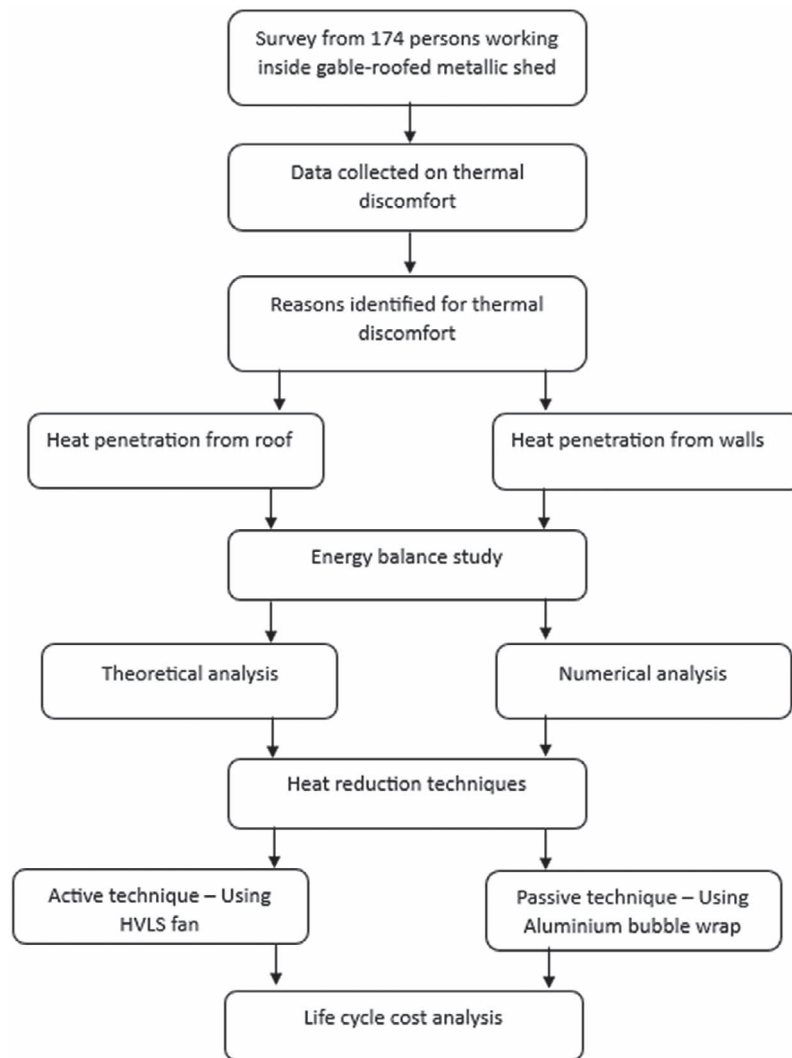 Survey from 174 persons working
inside gable-roofed metallic shed
Data collected on thermal
discomfort
Reasons identified for thermal
discomfort
Heat penetration from roof
Heat penetration from walls
Energy balance study
Theoretical analysis
Numerical analysis
Heat reduction techniques
Active technique – Using
HVLS fan
Passive technique – Using
Aluminium bubble wrap
Life cycle cost analysis